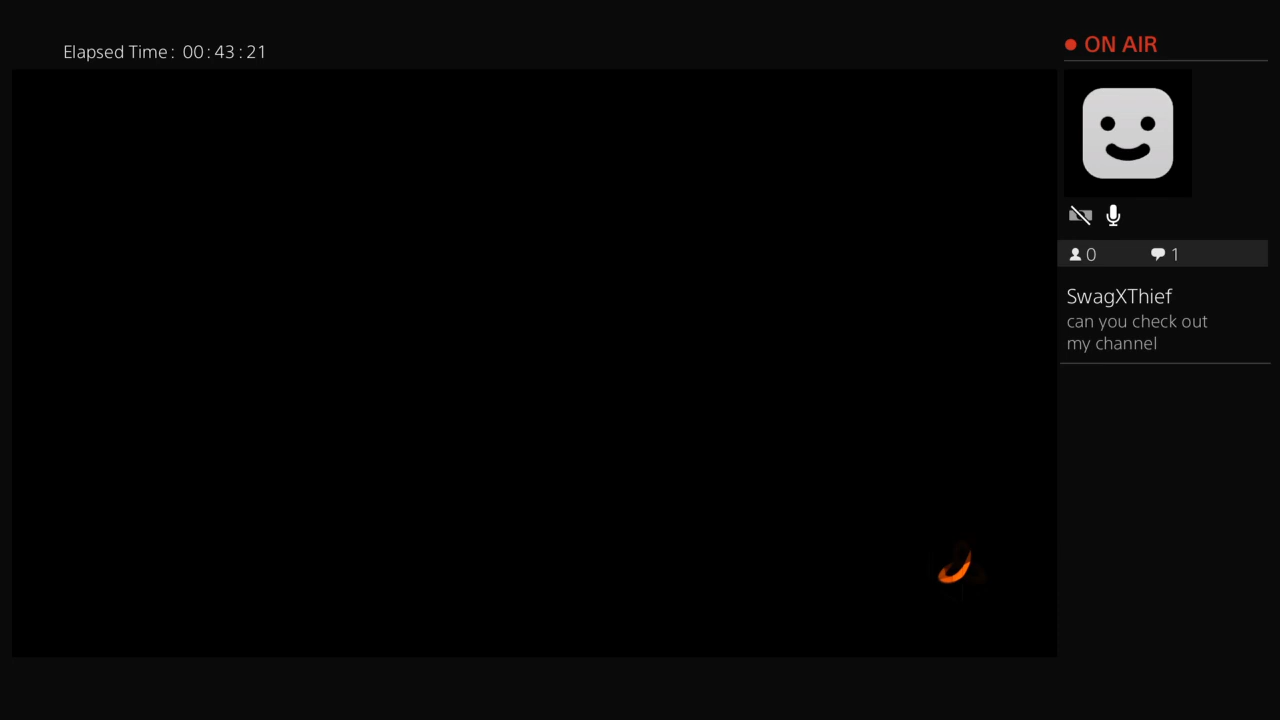 Elapsed Time: 00:43:21
ON AIR
0 1
SwagXThief
can you check out
my channel